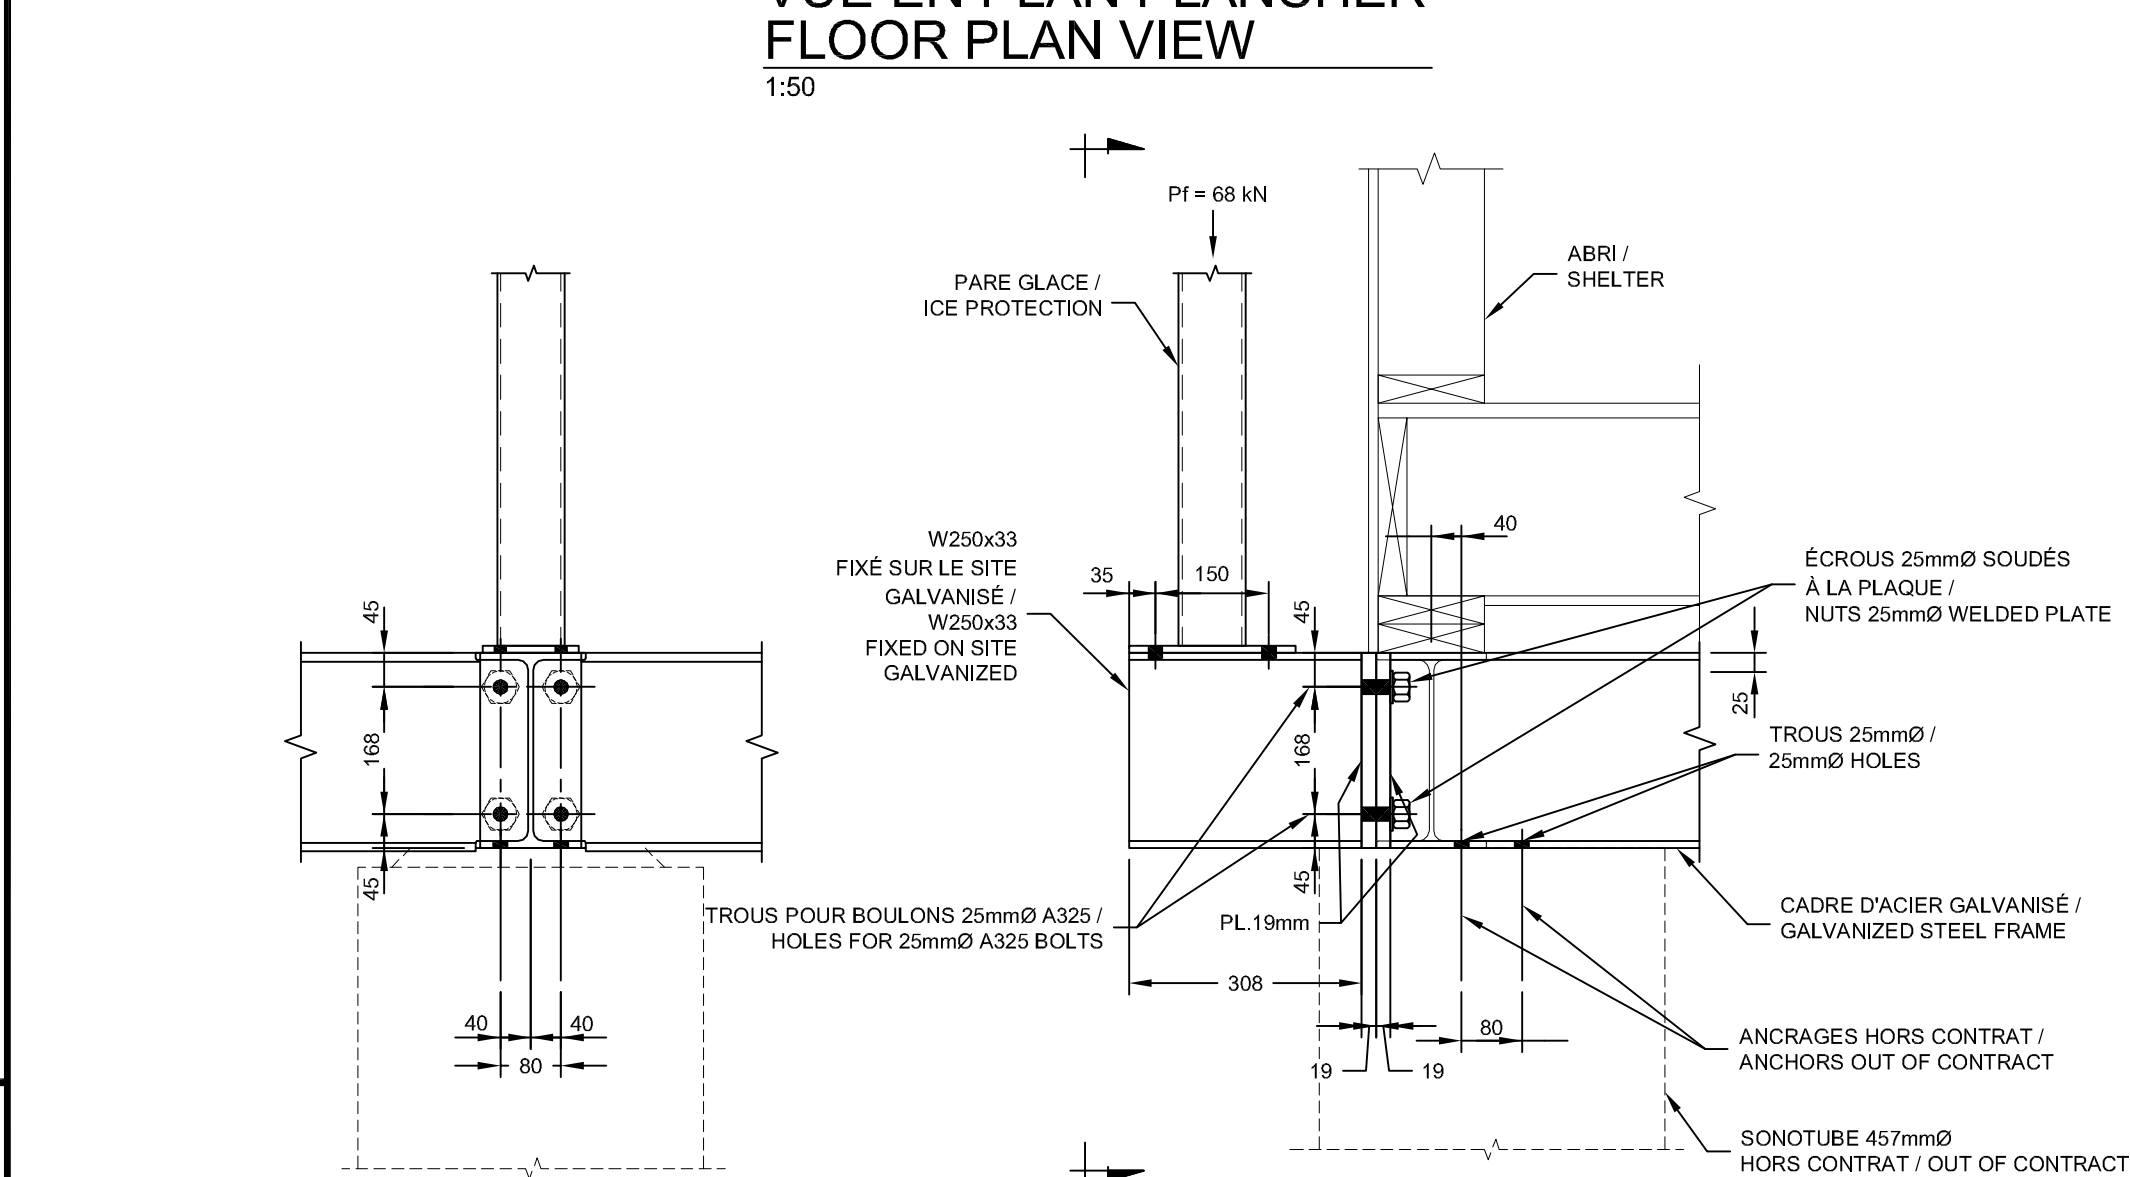 VUE EN PLAN PLANCHER
FLOOR PLAN VIEW
1:50
Pf = 68 kN
ABRI /
SHELTER
PARE GLACE /
ICE PROTECTION
W250x33
FIXÉ SUR LE SITE
GALVANISÉ /
W250x33
FIXED ON SITE
GALVANIZED
35
150
40
45
168
45
45
168
45
25
ÉCROUS 25mmØ SOUDÉS
À LA PLAQUE /
NUTS 25mmØ WELDED PLATE
TROUS 25mmØ /
25mmØ HOLES
TROUS POUR BOULONS 25mmØ A325 /
HOLES FOR 25mmØ A325 BOLTS
PL.19mm
CADRE D'ACIER GALVANISÉ /
GALVANIZED STEEL FRAME
308
40
40
80
80
19
19
ANCRAGES HORS CONTRAT /
ANCHORS OUT OF CONTRACT
SONOTUBE 457mmØ
HORS CONTRAT / OUT OF CONTRACT